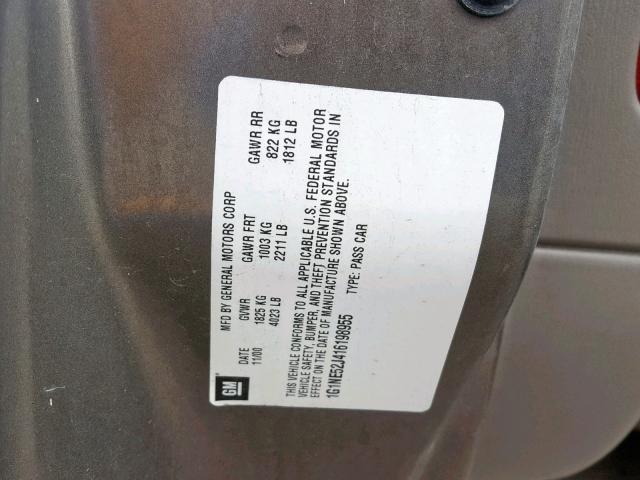 MFD BY GENERAL MOTORS CORP
DATE GVWR GAWR FRT GAWR RR
11/00 1825 KG 1003 KG 822 KG
4023 LB 2211 LB 1812 LB
GM
THIS VEHICLE CONFORMS TO ALL APPLICABLE U.S. FEDERAL MOTOR
VEHICLE SAFETY, BUMPER, AND THEFT PREVENTION STANDARDS IN
EFFECT ON THE DATE OF MANUFACTURE SHOWN ABOVE.
1G1NE52J416198955 TYPE: PASS CAR